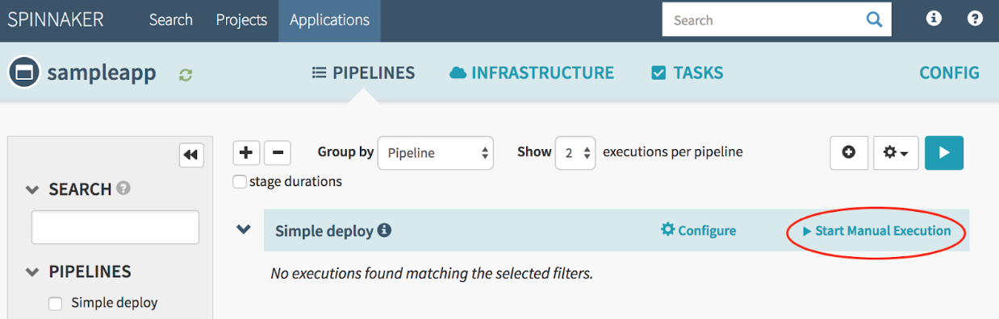 SPINNAKER Search Projects Applications Search
sampleapp PIPELINES INFRASTRUCTURE TASKS CONFIG
Group by Pipeline Show 2 executions per pipeline
stage durations
SEARCH
Simple deploy Configure Start Manual Execution
PIPELINES
No executions found matching the selected filters.
Simple deploy